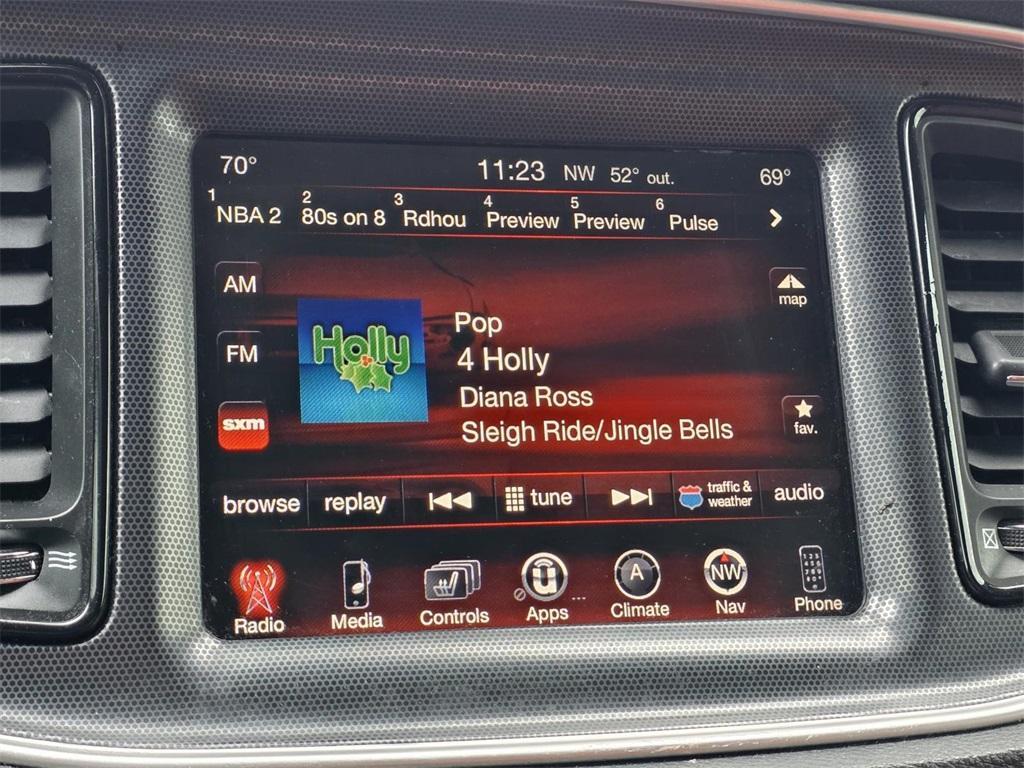 70° 11:23 NW 52° out. 69°
1 NBA 2 2 80s on 8 3 Rdhou 4 Preview 5 Preview 6 Pulse >
AM
map
FM
Holly
Pop
4 Holly
Diana Ross
Sleigh Ride/Jingle Bells
sxm
fav.
browse replay tune traffic & weather audio
A NW
Radio Media Controls Apps ... Climate Nav Phone